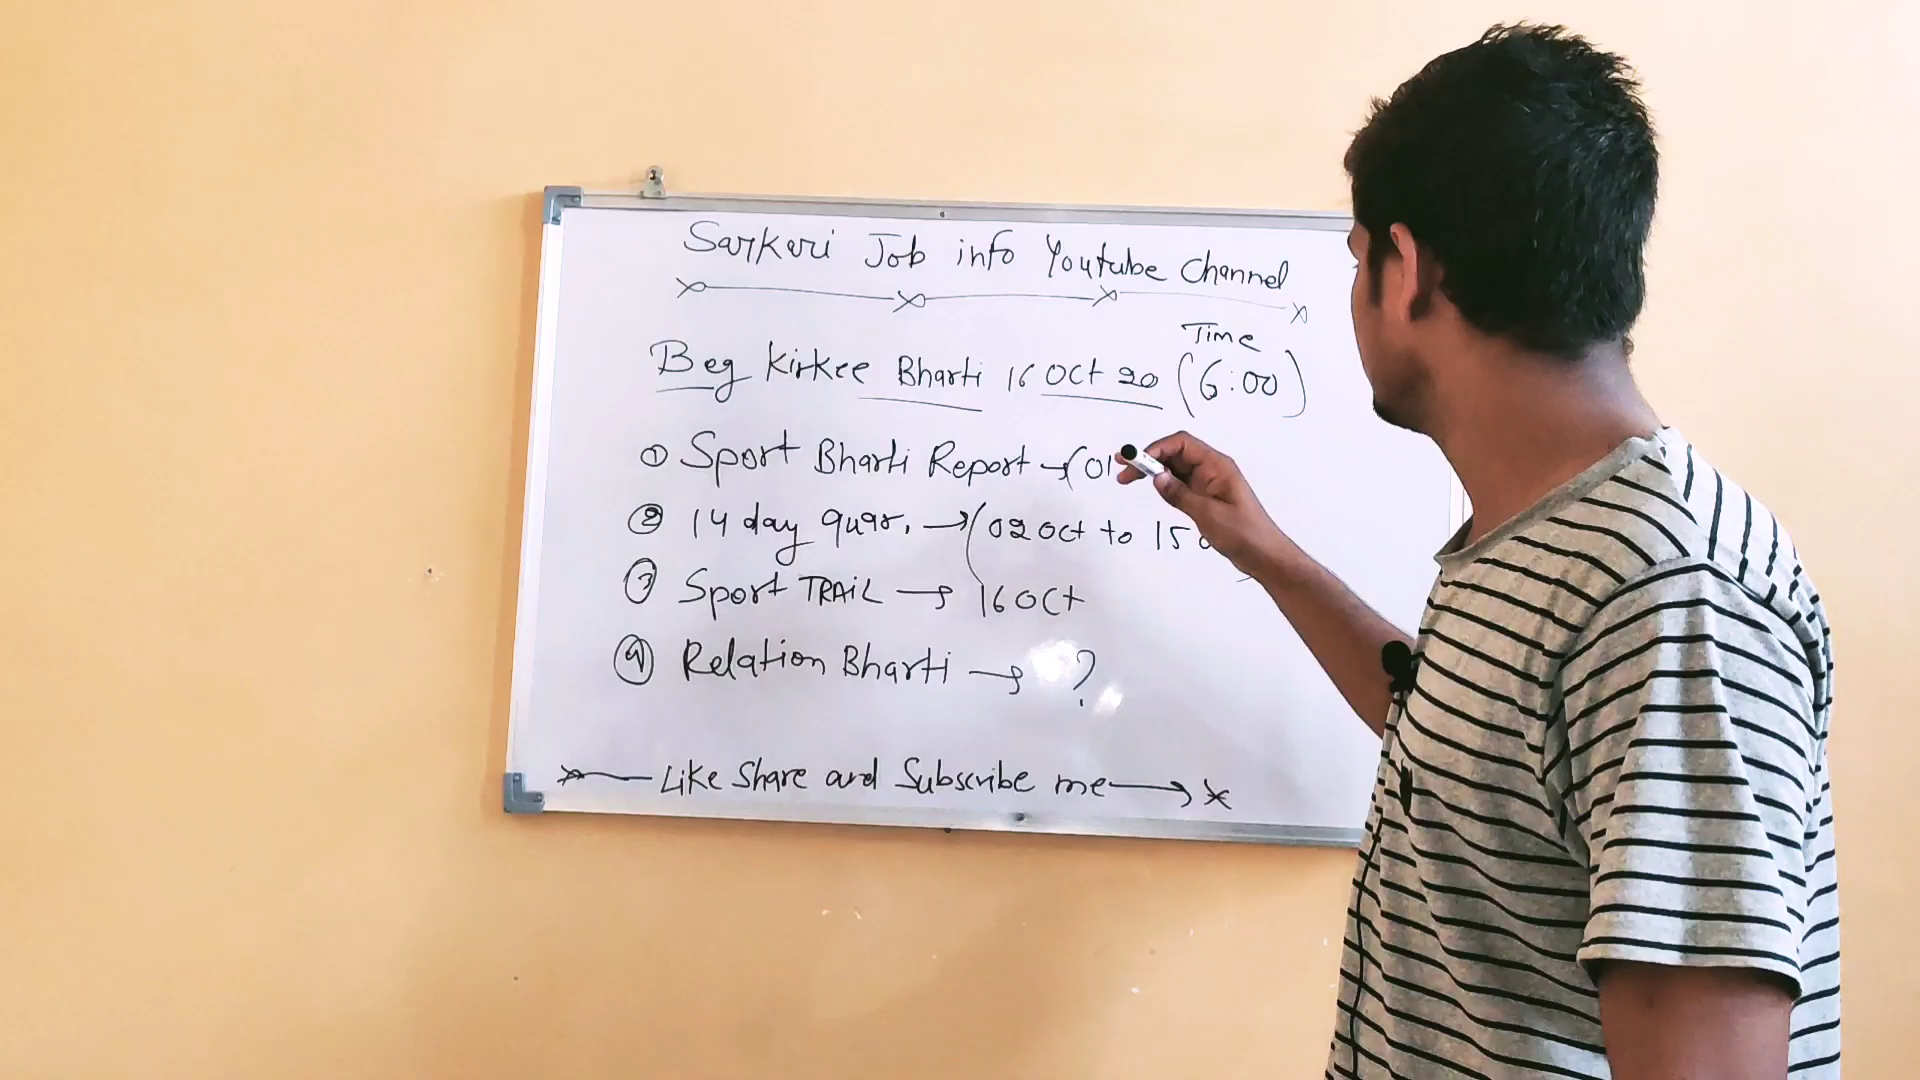 Sarkari Job info Youtube Channel
Time
Beg Kirkee Bharti 16 Oct 20 (6:00)
① Sport Bharti Report → (01
② 14 day quar. → (02 Oct to 15
③ Sport TRAIL → 16 Oct
④ Relation Bharti → ?
Like Share and Subscribe me